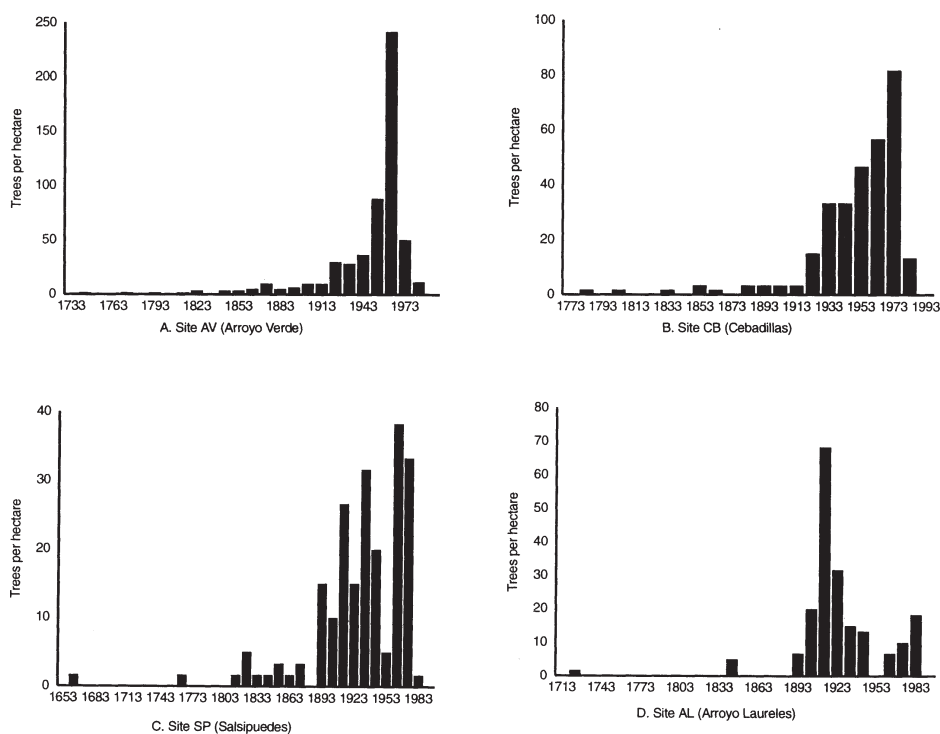 250
200
150
100
50
0
Trees per hectare
1733 1763 1793 1823 1853 1883 1913 1943 1973
A. Site AV (Arroyo Verde)
100
80
60
40
20
0
Trees per hectare
1773 1793 1813 1833 1853 1873 1893 1913 1933 1953 1973 1993
B. Site CB (Cebadillas)
40
30
20
10
0
Trees per hectare
1653 1683 1713 1743 1773 1803 1833 1863 1893 1923 1953 1983
C. Site SP (Salsipuedes)
80
70
60
50
40
30
20
10
0
Trees per hectare
1713 1743 1773 1803 1833 1863 1893 1923 1953 1983
D. Site AL (Arroyo Laureles)